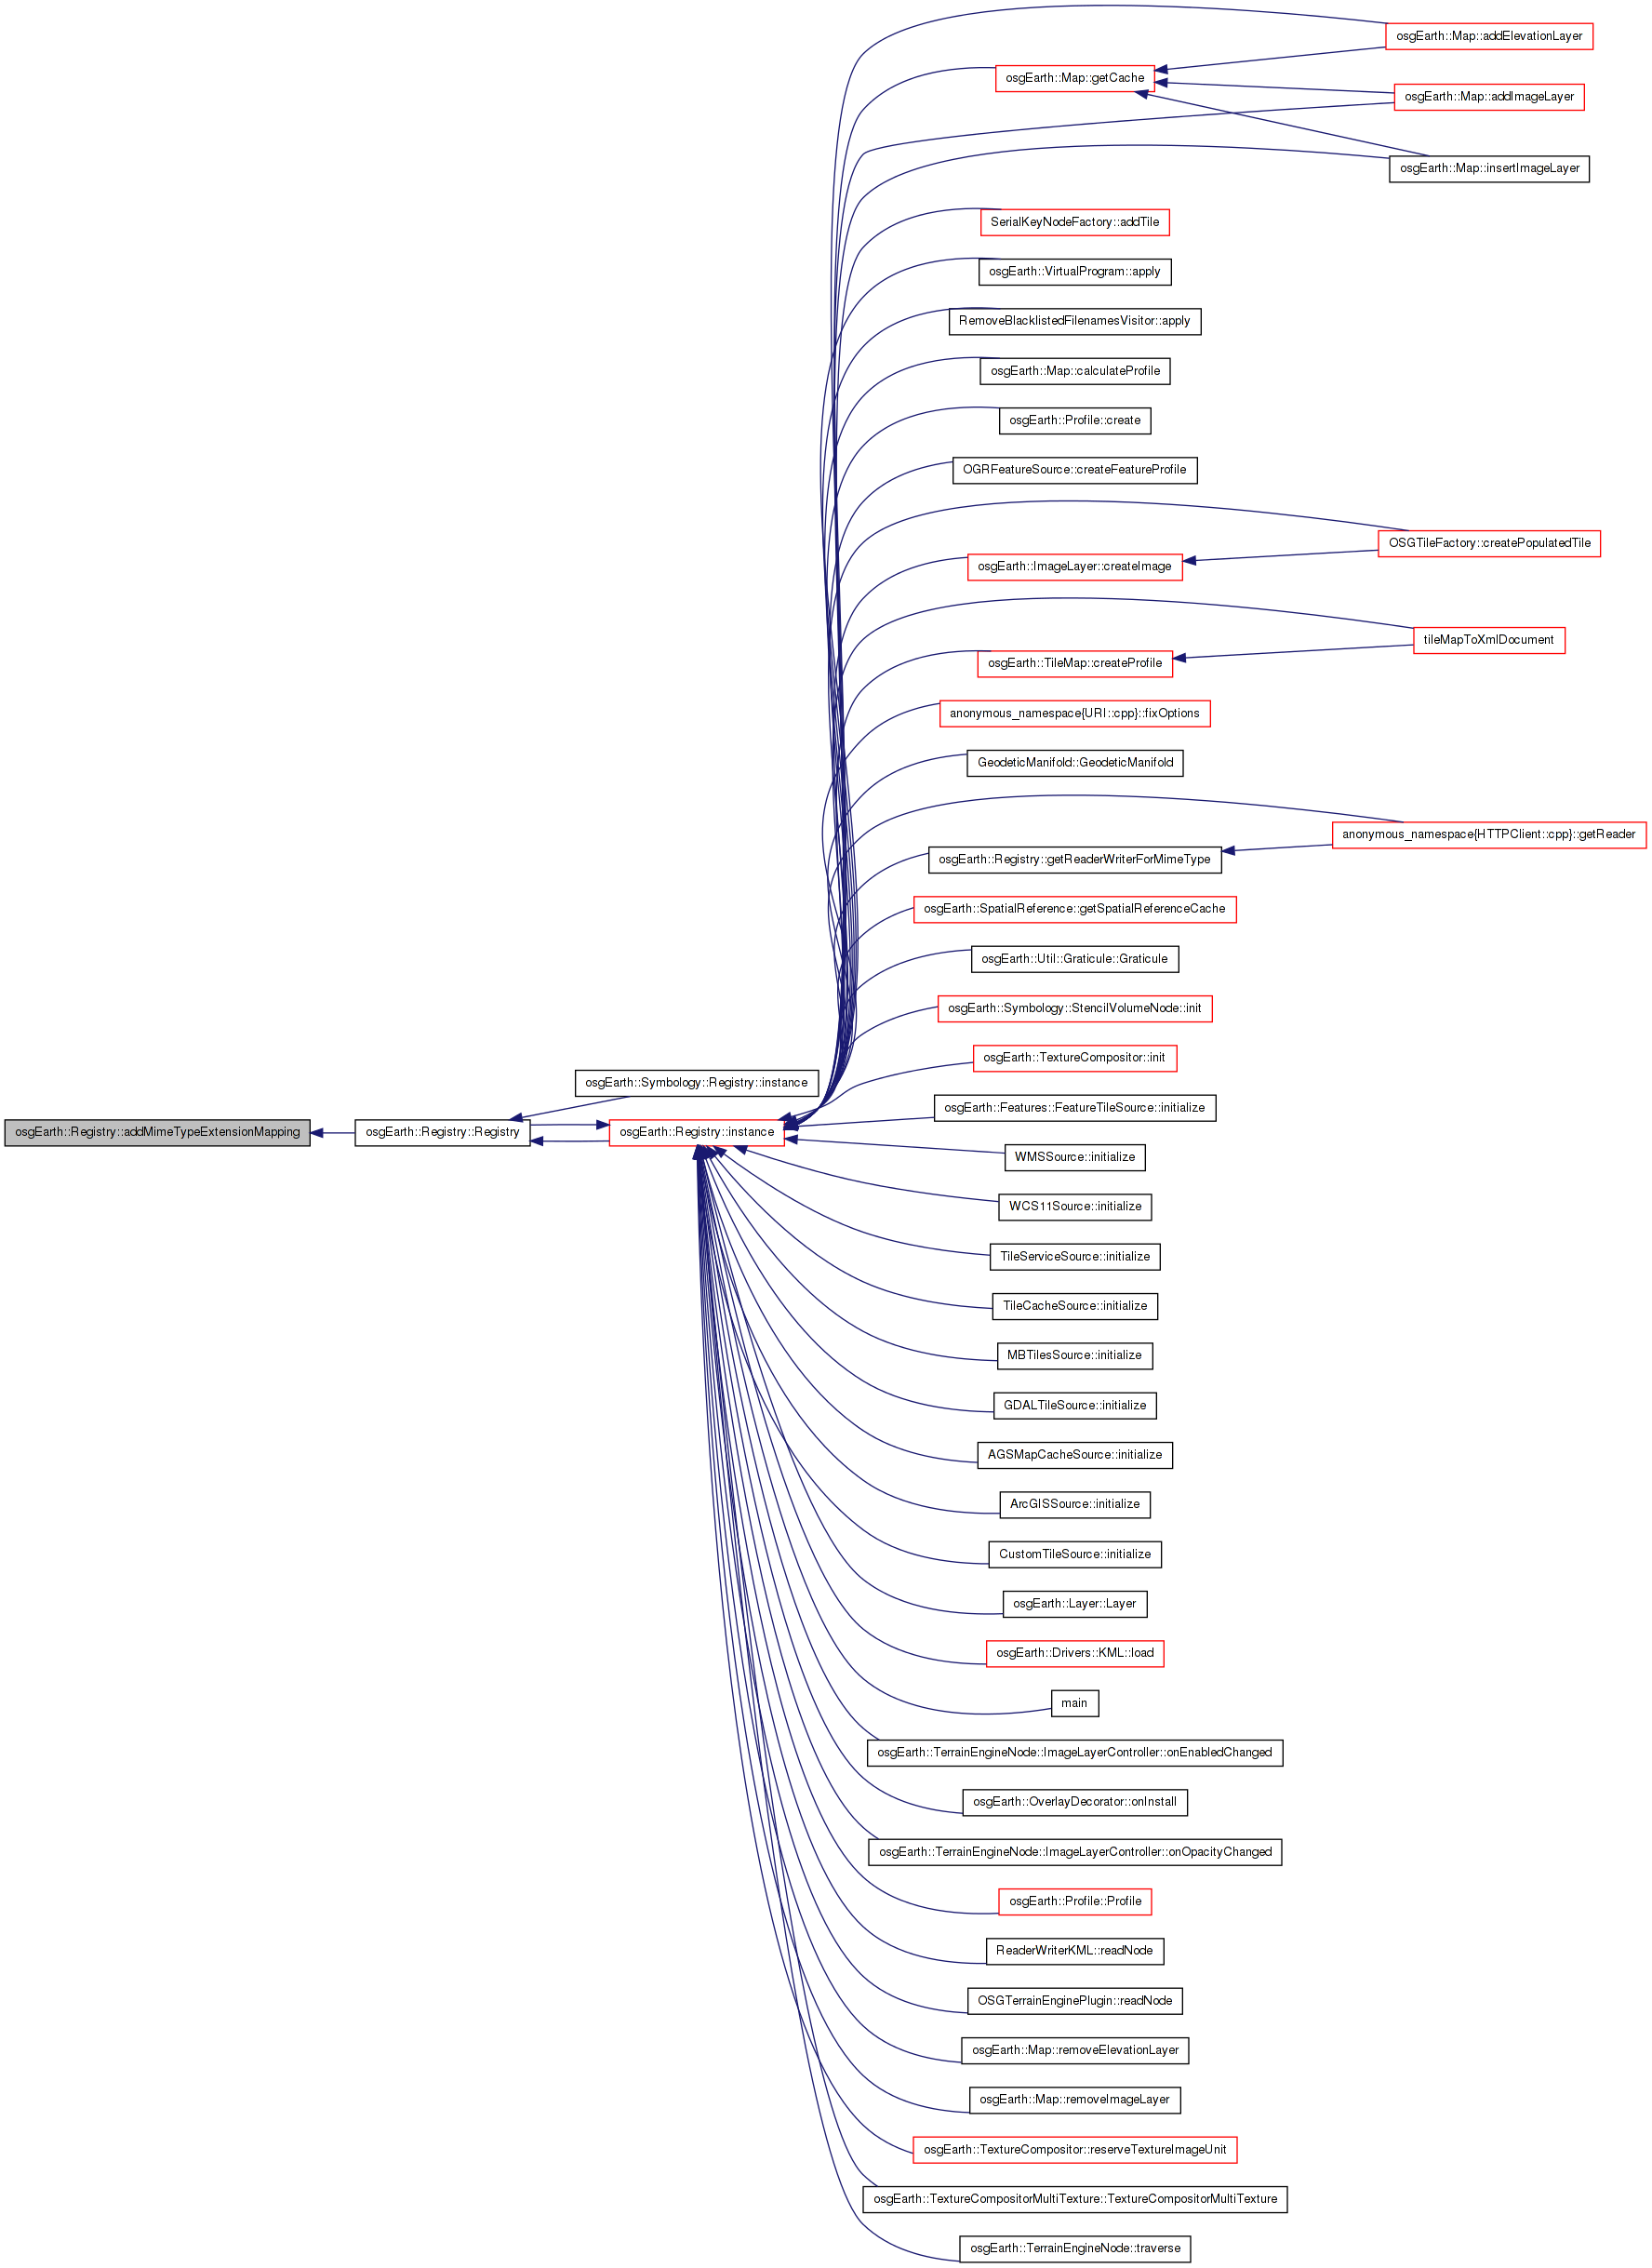 osgEarth::Map::addElevationLayer
osgEarth::Map::getCache
osgEarth::Map::addImageLayer
osgEarth::Map::insertImageLayer
SerialKeyNodeFactory::addTile
osgEarth::VirtualProgram::apply
RemoveBlacklistedFilenamesVisitor::apply
osgEarth::Map::calculateProfile
osgEarth::Profile::create
OGRFeatureSource::createFeatureProfile
OSGTileFactory::createPopulatedTile
osgEarth::ImageLayer::createImage
tileMapToXmlDocument
osgEarth::TileMap::createProfile
anonymous_namespace{URI::cpp}::fixOptions
GeodeticManifold::GeodeticManifold
anonymous_namespace{HTTPClient::cpp}::getReader
osgEarth::Registry::getReaderWriterForMimeType
osgEarth::SpatialReference::getSpatialReferenceCache
osgEarth::Util::Graticule::Graticule
osgEarth::Symbology::StencilVolumeNode::init
osgEarth::TextureCompositor::init
osgEarth::Symbology::Registry::instance
osgEarth::Features::FeatureTileSource::initialize
osgEarth::Registry::addMimeTypeExtensionMapping
osgEarth::Registry::Registry
osgEarth::Registry::instance
WMSSource::initialize
WCS11Source::initialize
TileServiceSource::initialize
TileCacheSource::initialize
MBTilesSource::initialize
GDALTileSource::initialize
AGSMapCacheSource::initialize
ArcGISSource::initialize
CustomTileSource::initialize
osgEarth::Layer::Layer
osgEarth::Drivers::KML::load
main
osgEarth::TerrainEngineNode::ImageLayerController::onEnabledChanged
osgEarth::OverlayDecorator::onInstall
osgEarth::TerrainEngineNode::ImageLayerController::onOpacityChanged
osgEarth::Profile::Profile
ReaderWriterKML::readNode
OSGTerrainEnginePlugin::readNode
osgEarth::Map::removeElevationLayer
osgEarth::Map::removeImageLayer
osgEarth::TextureCompositor::reserveTextureImageUnit
osgEarth::TextureCompositorMultiTexture::TextureCompositorMultiTexture
osgEarth::TerrainEngineNode::traverse